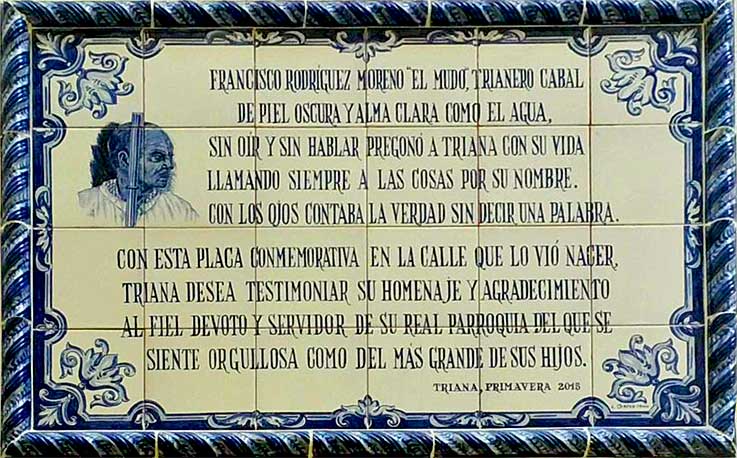 FRANCISCO RODRÍGUEZ MORENO "EL MUDO", TRIANERO CABAL
DE PIEL OSCURA Y ALMA CLARA COMO EL AGUA,
SIN OÍR Y SIN HABLAR PREGONÓ A TRIANA CON SU VIDA
LLAMANDO SIEMPRE A LAS COSAS POR SU NOMBRE.
CON LOS OJOS CONTABA LA VERDAD SIN DECIR UNA PALABRA.
CON ESTA PLACA CONMEMORATIVA EN LA CALLE QUE LO VIÓ NACER,
TRIANA DESEA TESTIMONIAR SU HOMENAJE Y AGRADECIMIENTO
AL FIEL DEVOTO Y SERVIDOR DE SU REAL PARROQUIA DEL QUE SE
SIENTE ORGULLOSA COMO DEL MÁS GRANDE DE SUS HIJOS.
TRIANA, PRIMAVERA 2015